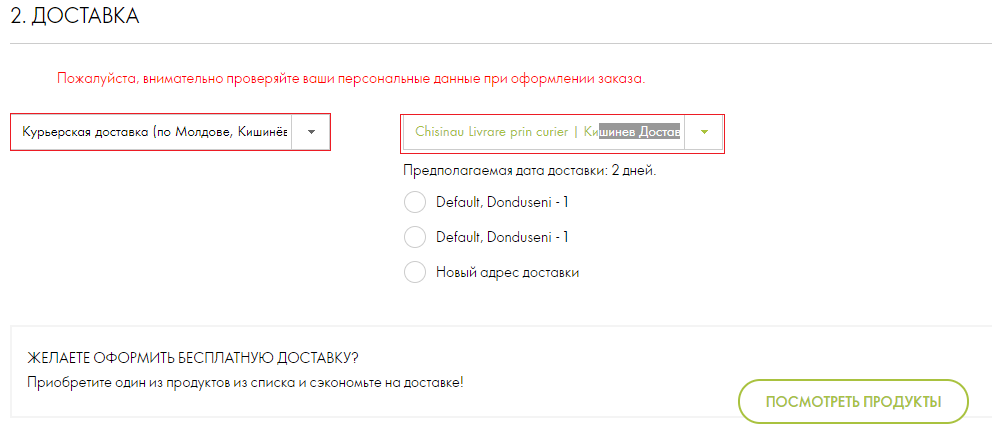 2. ДОСТАВКА
Пожалуйста, внимательно проверяйте ваши персональные данные при оформлении заказа.
Курьерская доставка (по Молдове, Кишинёв
Chisinau Livrare prin curier | Кишинев Достав
Предполагаемая дата доставки: 2 дней.
Default, Donduseni - 1
Default, Donduseni - 1
Новый адрес доставки
ЖЕЛАЕТЕ ОФОРМИТЬ БЕСПЛАТНУЮ ДОСТАВКУ?
Приобретите один из продуктов из списка и сэкономьте на доставке!
ПОСМОТРЕТЬ ПРОДУКТЫ